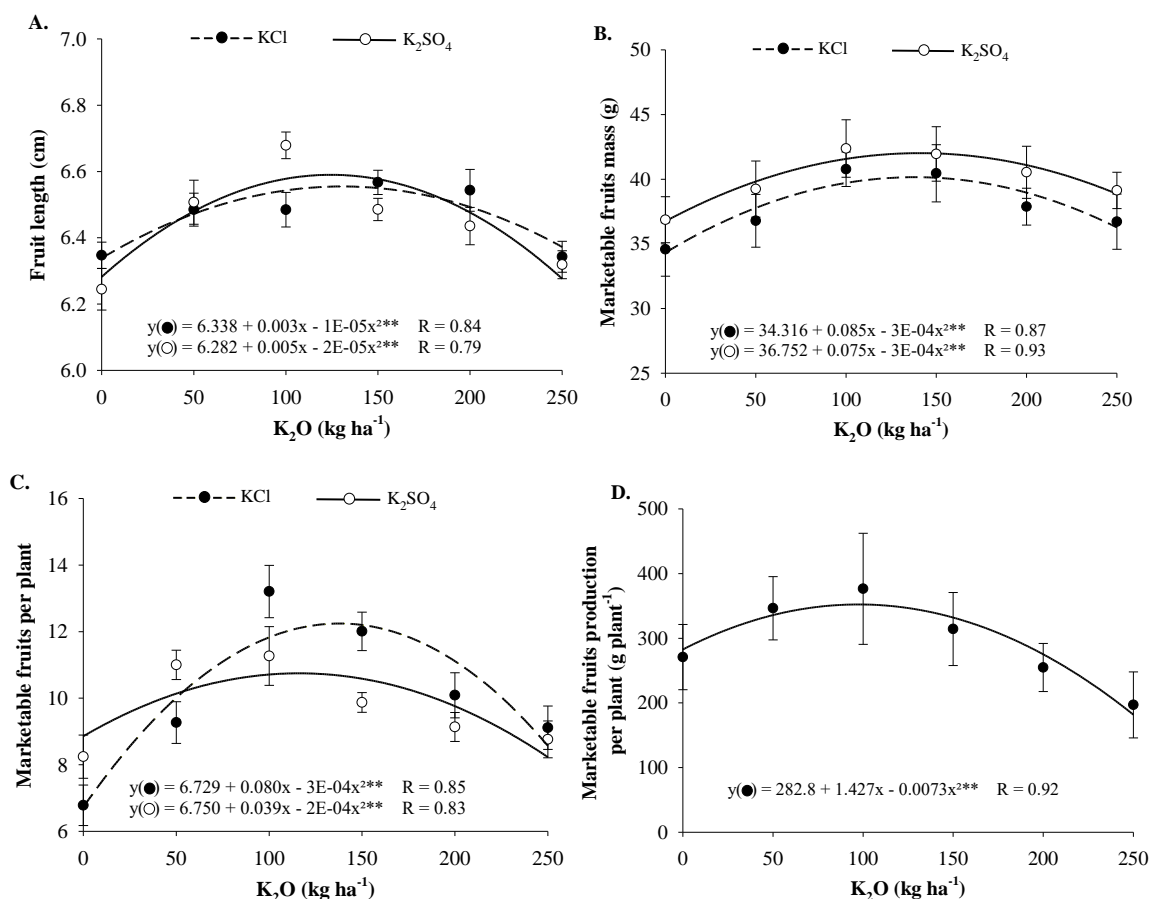 A.
KCl K₂SO₄
7.0
6.8
6.6
6.4
6.2
6.0
Fruit length (cm)
y(●) = 6.338 + 0.003x - 1E-05x²** R = 0.84
y(○) = 6.282 + 0.005x - 2E-05x²** R = 0.79
0 50 100 150 200 250
K₂O (kg ha⁻¹)
B.
KCl K₂SO₄
50
45
40
35
30
25
Marketable fruits mass (g)
y(●) = 34.316 + 0.085x - 3E-04x²** R = 0.87
y(○) = 36.752 + 0.075x - 3E-04x²** R = 0.93
0 50 100 150 200 250
K₂O (kg ha⁻¹)
C.
KCl K₂SO₄
16
14
12
10
8
6
Marketable fruits per plant
y(●) = 6.729 + 0.080x - 3E-04x²** R = 0.85
y(○) = 6.750 + 0.039x - 2E-04x²** R = 0.83
0 50 100 150 200 250
K₂O (kg ha⁻¹)
D.
500
400
300
200
100
0
Marketable fruits production
per plant (g plant⁻¹)
y(●) = 282.8 + 1.427x - 0.0073x²** R = 0.92
0 50 100 150 200 250
K₂O (kg ha⁻¹)